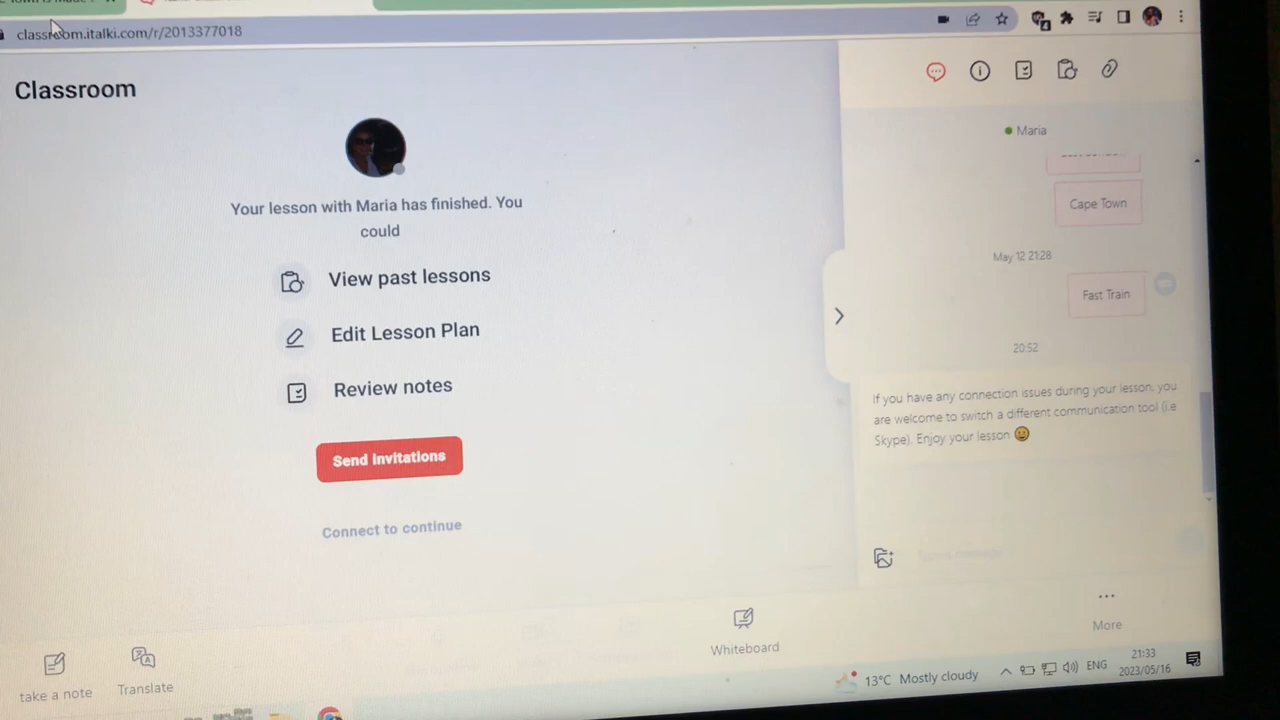 classroom.italki.com/r/2013377018
Classroom
Your lesson with Maria has finished. You
could
View past lessons
Edit Lesson Plan
Review notes
Send invitations
Connect to continue
Maria
Cape Town
May 12 21:28
Fast Train
20:52
If you have any connection issues during your lesson, you
are welcome to switch a different communication tool (i.e
Skype). Enjoy your lesson
take a note
Translate
Whiteboard
More
13°C Mostly cloudy
ENG
21:33
2023/05/16